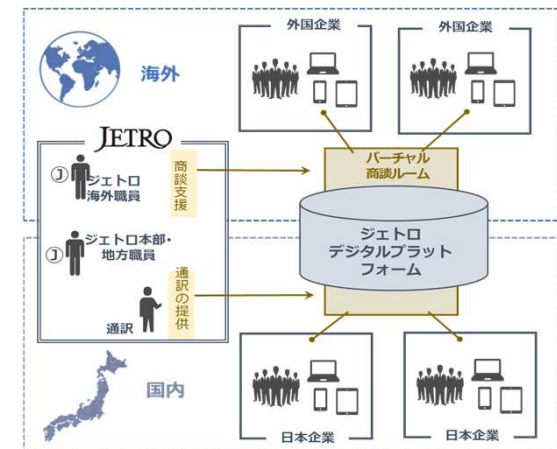 海外
外国企業
外国企業
JETRO
Ⓙ
ジェトロ
海外職員
商談支援
バーチャル
商談ルーム
Ⓙ
ジェトロ本部・
地方職員
ジェトロ
デジタルプラット
フォーム
通訳
通訳の提供
国内
日本企業
日本企業